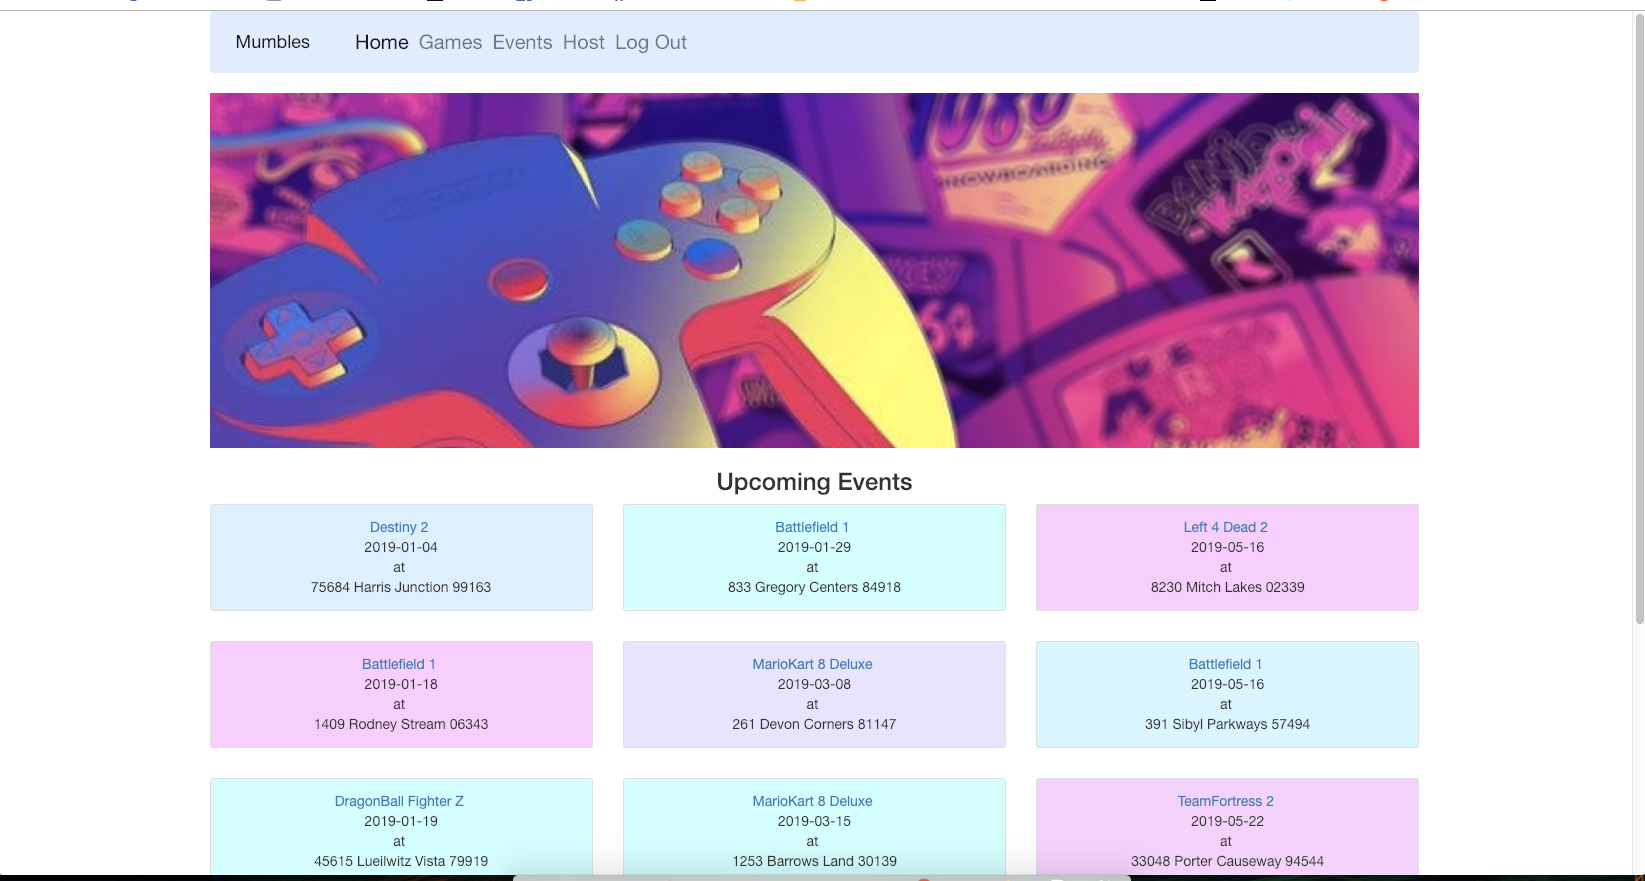 Mumbles Home Games Events Host Log Out
SNOWBOARDING
BANJO
KAZOOIE
64
Upcoming Events
Destiny 2
2019-01-04
at
75684 Harris Junction 99163
Battlefield 1
2019-01-29
at
833 Gregory Centers 84918
Left 4 Dead 2
2019-05-16
at
8230 Mitch Lakes 02339
Battlefield 1
2019-01-18
at
1409 Rodney Stream 06343
MarioKart 8 Deluxe
2019-03-08
at
261 Devon Corners 81147
Battlefield 1
2019-05-16
at
391 Sibyl Parkways 57494
DragonBall Fighter Z
2019-01-19
at
45615 Lueilwitz Vista 79919
MarioKart 8 Deluxe
2019-03-15
at
1253 Barrows Land 30139
TeamFortress 2
2019-05-22
at
33048 Porter Causeway 94544